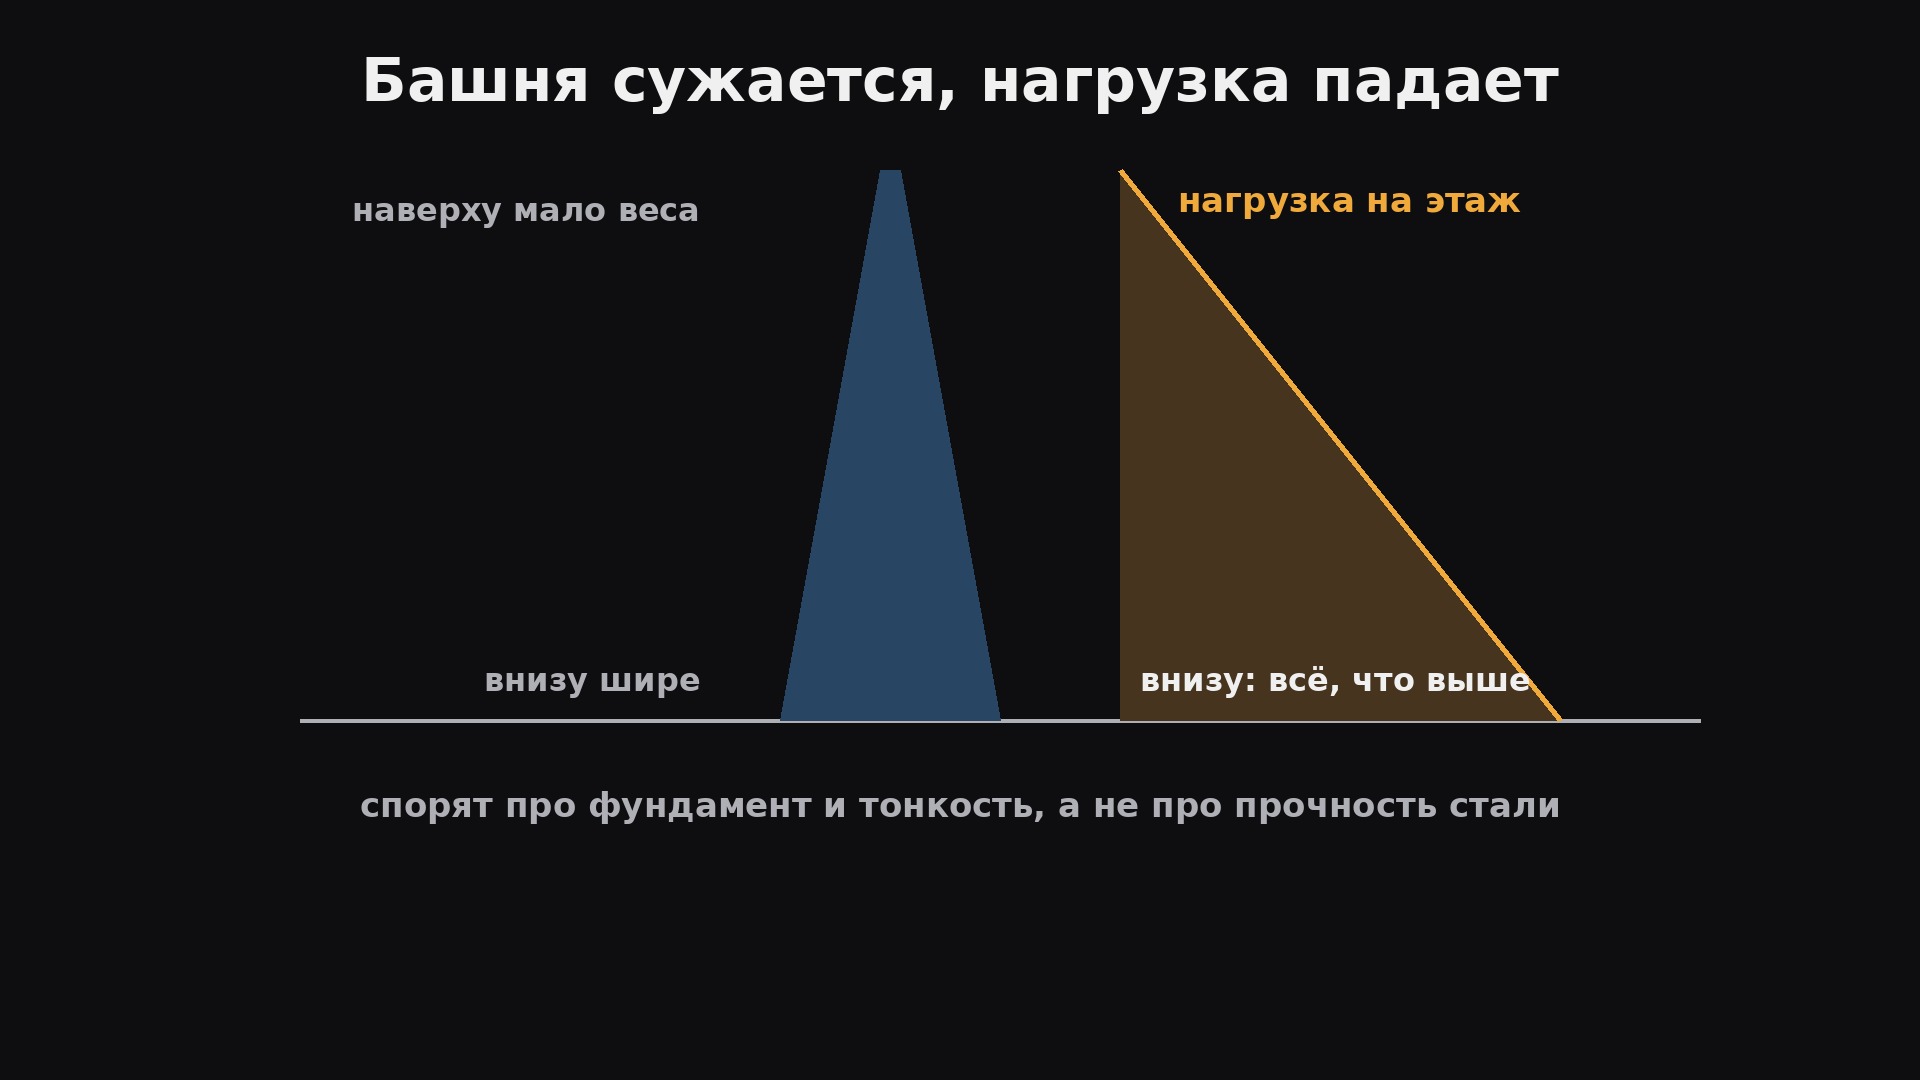 Башня сужается, нагрузка падает
наверху мало веса
нагрузка на этаж
внизу шире
внизу: всё, что выше
спорят про фундамент и тонкость, а не про прочность стали